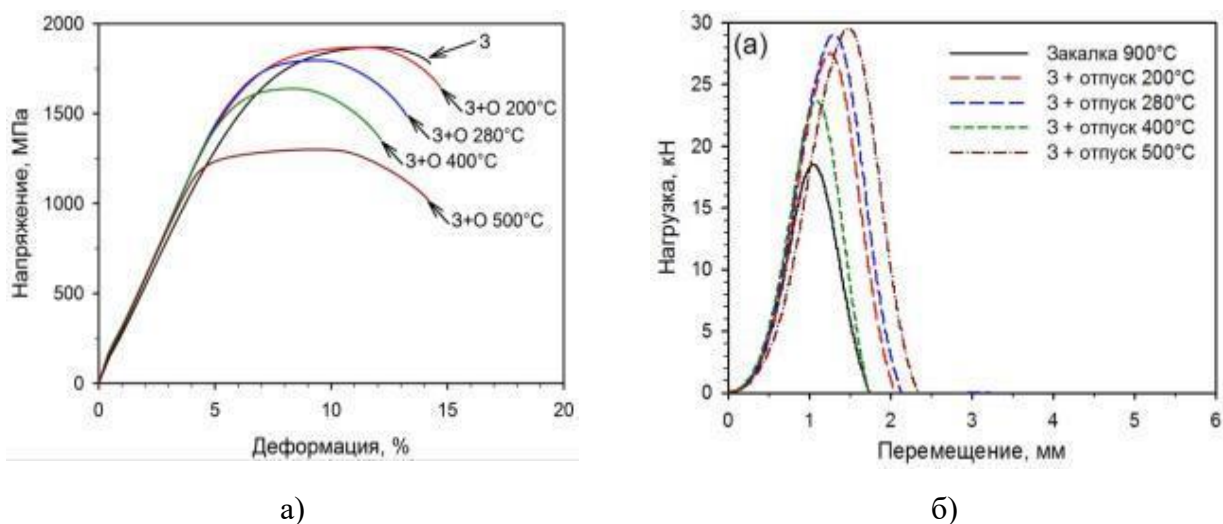 Напряжение, МПа
2000
1500
1000
500
0
0
5
10
15
20
Деформация, %
З
З+О 200°C
З+О 280°C
З+О 400°C
З+О 500°C
а)
(а)
Нагрузка, кН
30
25
20
15
10
5
0
0
1
2
3
4
5
6
Перемещение, мм
Закалка 900°C
З + отпуск 200°C
З + отпуск 280°C
З + отпуск 400°C
З + отпуск 500°C
б)